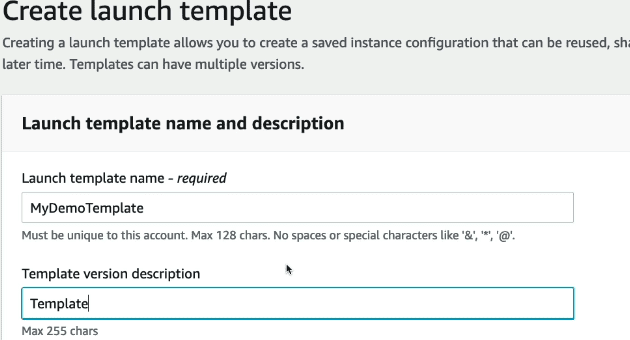 Create launch template
Creating a launch template allows you to create a saved instance configuration that can be reused,
later time. Templates can have multiple versions.
Launch template name and description
Launch template name - required
MyDemoTemplate
Must be unique to this account. Max 128 chars. No spaces or special characters like '&', '*', '@'.
Template version description
Template
Max 255 chars